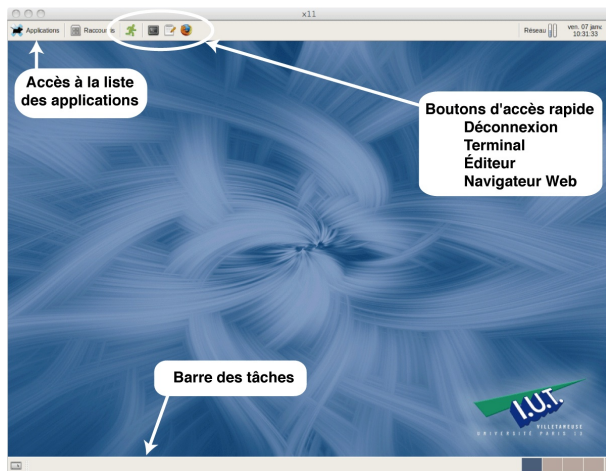 x11
Applications
Raccourcis
Réseau
ven. 07 janv
10:31:33
Accès à la liste
des applications
Boutons d'accès rapide
Déconnexion
Terminal
Éditeur
Navigateur Web
Barre des tâches
I.U.T.
VILLETANEUSE
UNIVERSITÉ PARIS 13